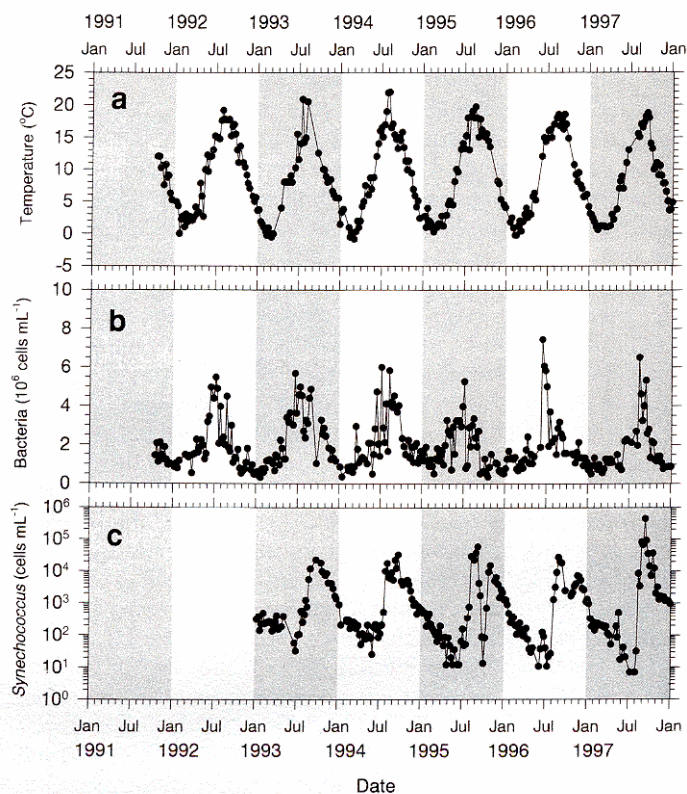 1991 1992 1993 1994 1995 1996 1997
Jan Jul Jan Jul Jan Jul Jan Jul Jan Jul Jan Jul Jan Jul Jan
25
20
15
10
5
0
-5
Temperature (°C)
a
10
8
6
4
2
0
Bacteria (10⁶ cells mL⁻¹)
b
10⁶
10⁵
10⁴
10³
10²
10¹
10⁰
Synechococcus (cells mL⁻¹)
c
Jan Jul Jan Jul Jan Jul Jan Jul Jan Jul Jan Jul Jan Jul Jan
1991 1992 1993 1994 1995 1996 1997
Date